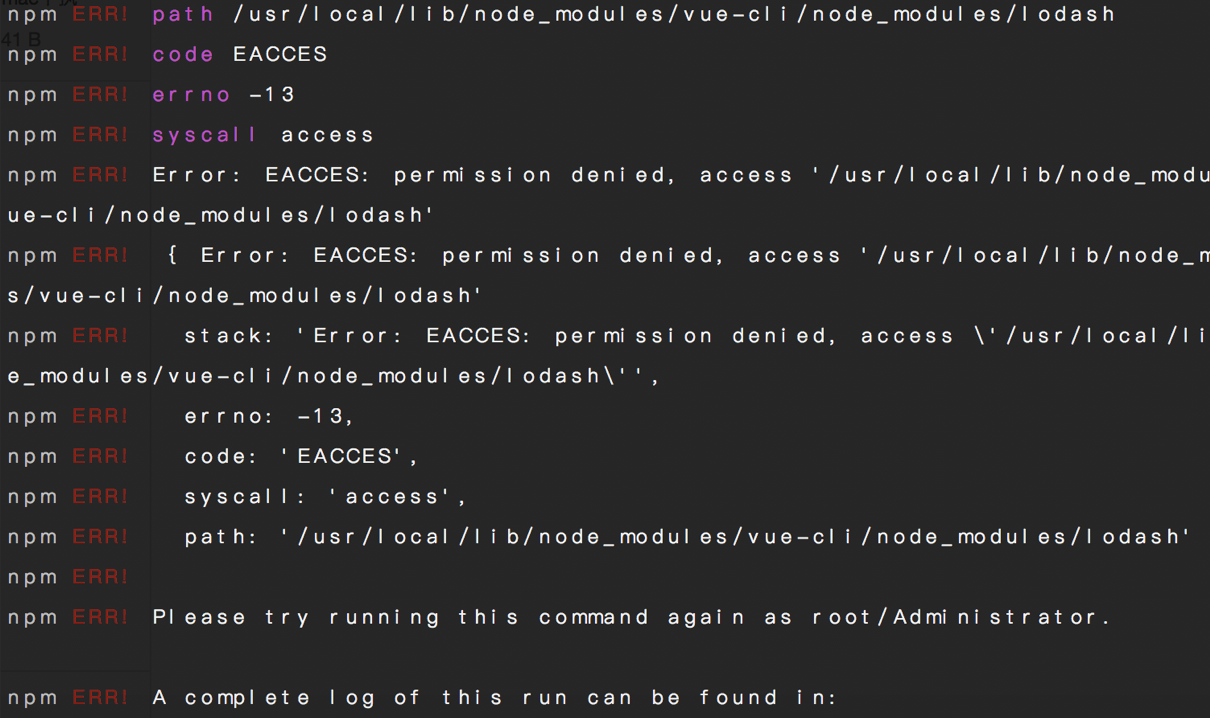 npm ERR! path /usr/local/lib/node_modules/vue-cli/node_modules/lodash
41 B
npm ERR! code EACCES
npm ERR! errno -13
npm ERR! syscall access
npm ERR! Error: EACCES: permission denied, access '/usr/local/lib/node_modu
ue-cli/node_modules/lodash'
npm ERR!  { Error: EACCES: permission denied, access '/usr/local/lib/node_m
s/vue-cli/node_modules/lodash'
npm ERR!   stack: 'Error: EACCES: permission denied, access \'/usr/local/li
e_modules/vue-cli/node_modules/lodash\'',
npm ERR!   errno: -13,
npm ERR!   code: 'EACCES',
npm ERR!   syscall: 'access',
npm ERR!   path: '/usr/local/lib/node_modules/vue-cli/node_modules/lodash'
npm ERR!
npm ERR! Please try running this command again as root/Administrator.
npm ERR! A complete log of this run can be found in: